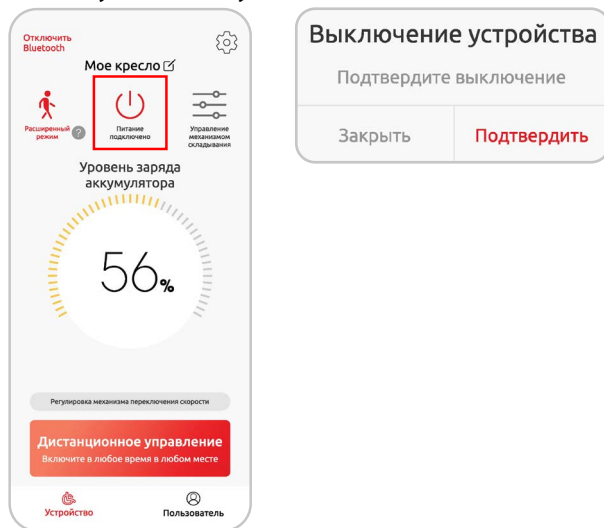 Отключить
Bluetooth
Мое кресло
Расширенный
режим
?
Питание
подключено
Управление
механизмом
складывания
Уровень заряда
аккумулятора
56%
Регулировка механизма переключения скорости
Дистанционное управление
Включите в любое время в любом месте
Устройство
Пользователь
Выключение устройства
Подтвердите выключение
Закрыть
Подтвердить